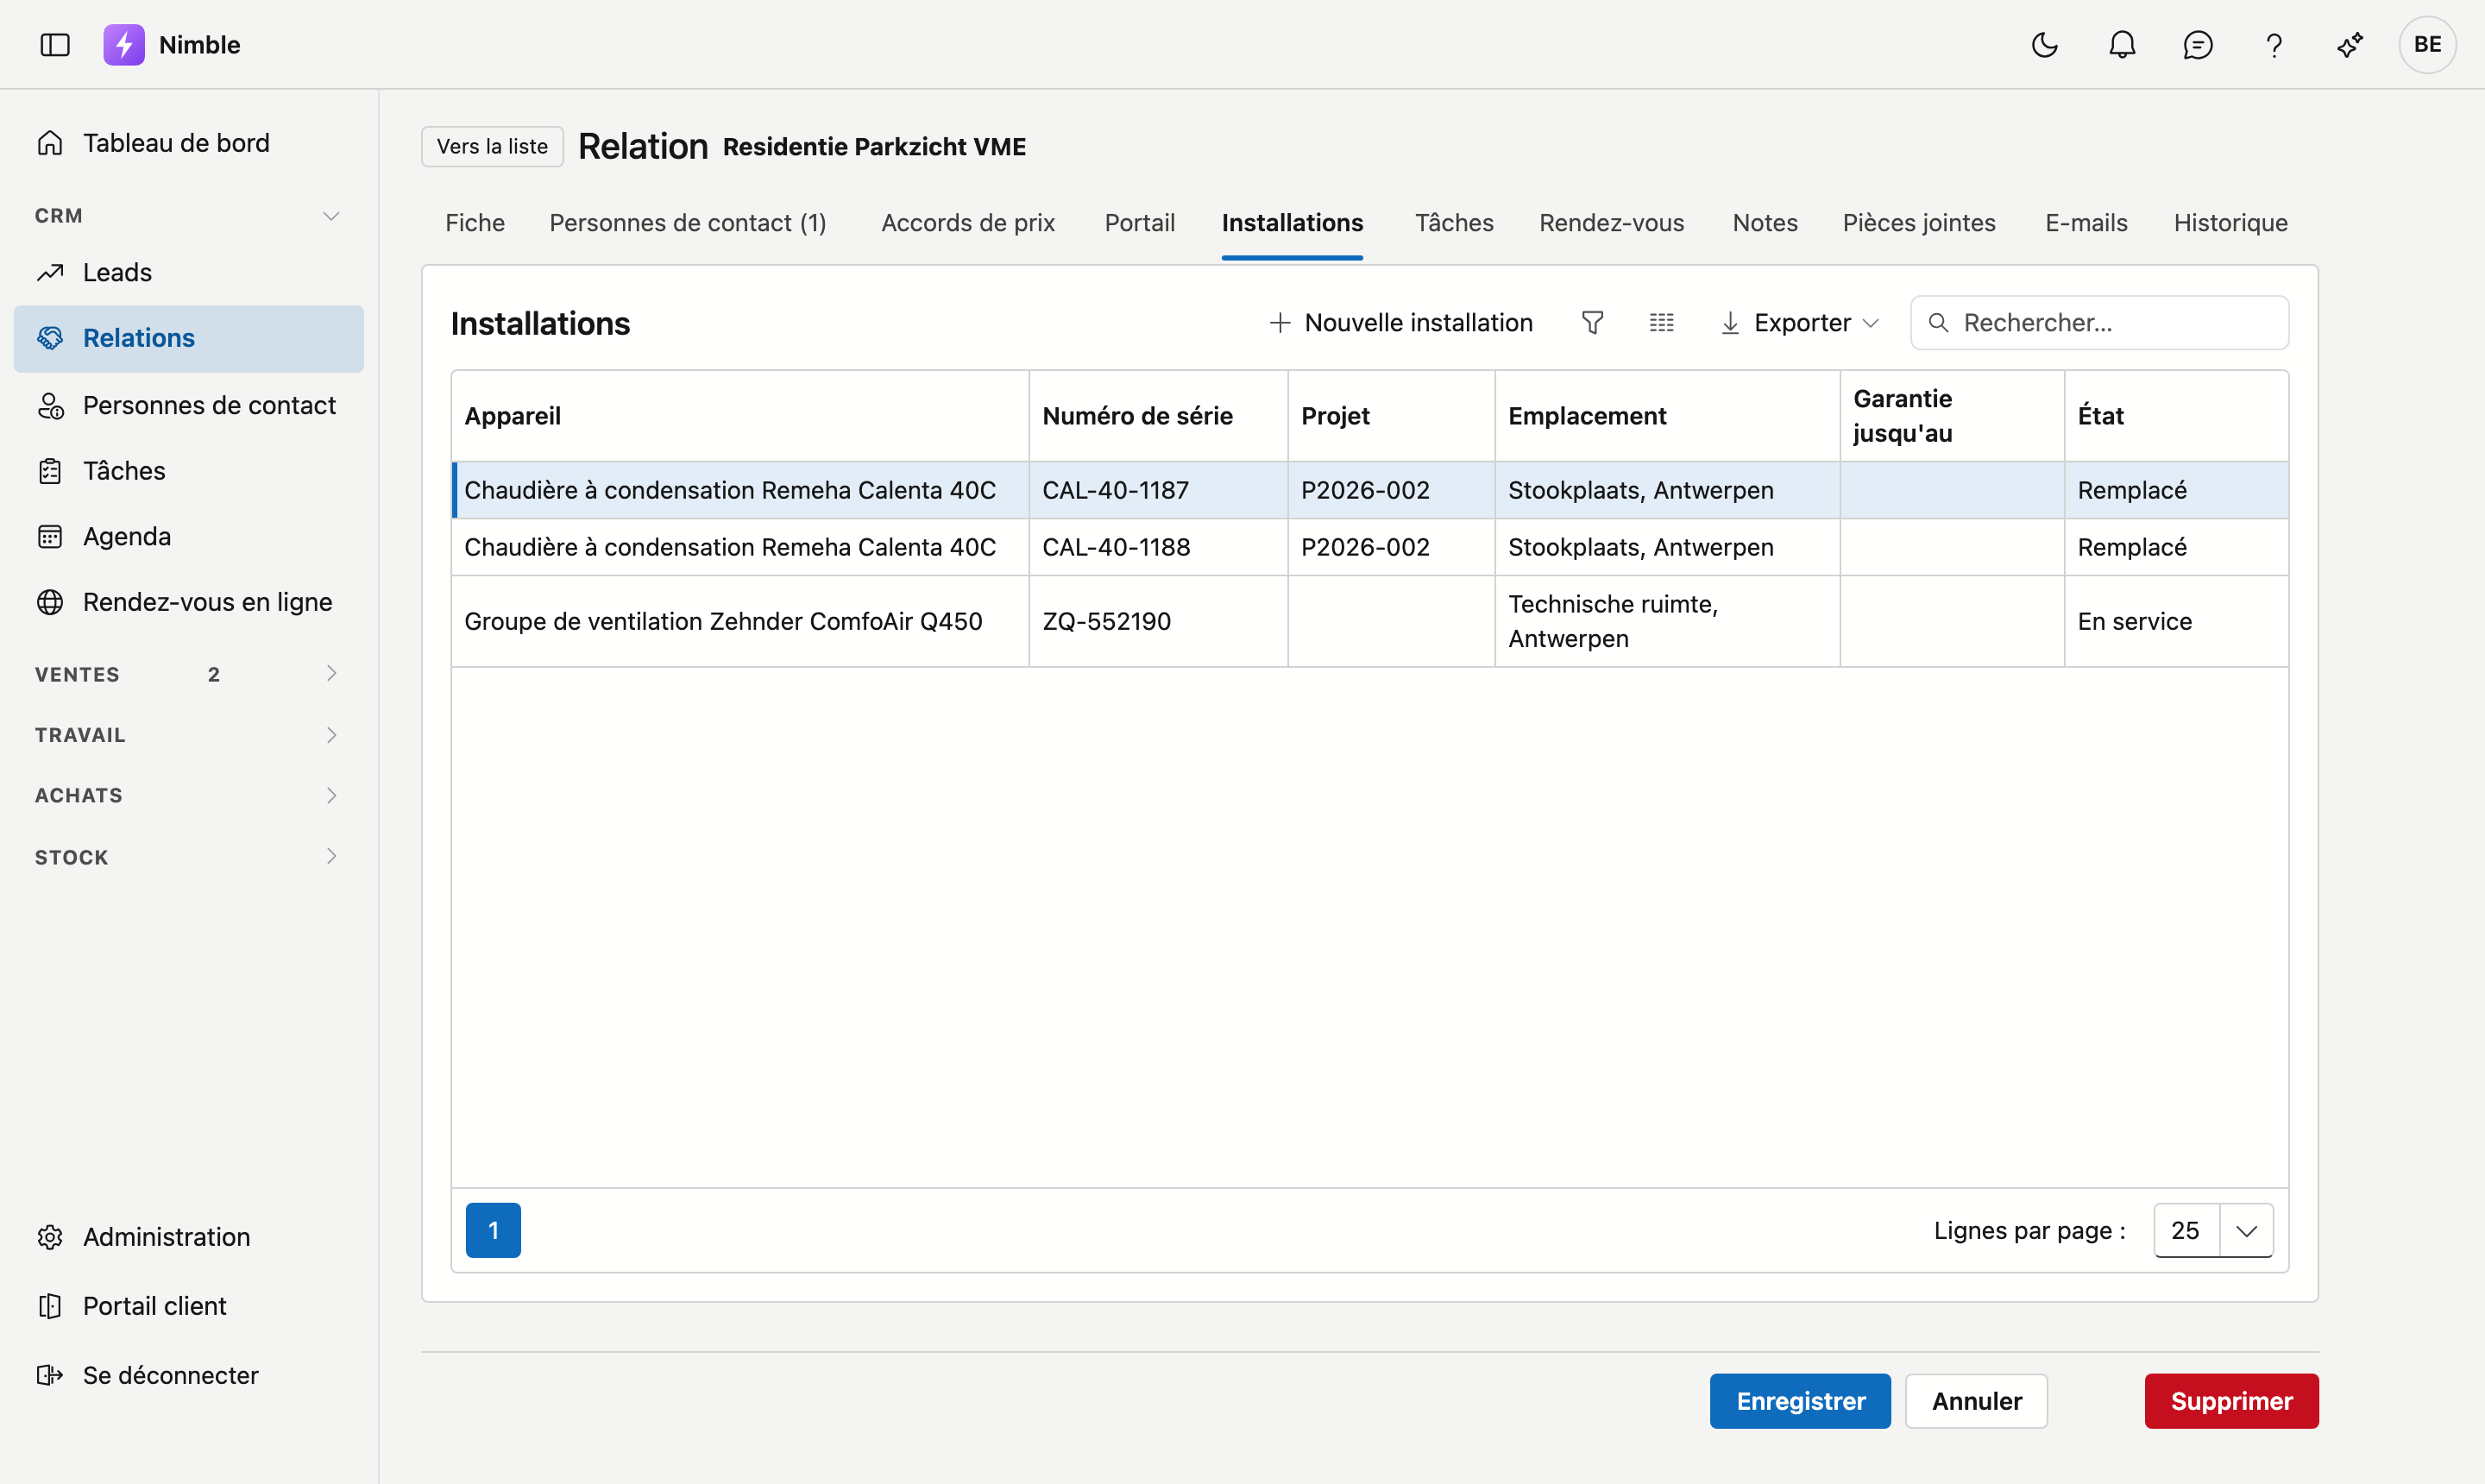 Nimble
BE
Tableau de bord
CRM
Leads
Relations
Personnes de contact
Tâches
Agenda
Rendez-vous en ligne
VENTES 2
TRAVAIL
ACHATS
STOCK
Administration
Portail client
Se déconnecter
Vers la liste Relation Residentie Parkzicht VME
Fiche Personnes de contact (1) Accords de prix Portail Installations Tâches Rendez-vous Notes Pièces jointes E-mails Historique
Installations Nouvelle installation Exporter Rechercher...
Appareil Numéro de série Projet Emplacement Garantie jusqu'au État
Chaudière à condensation Remeha Calenta 40C CAL-40-1187 P2026-002 Stookplaats, Antwerpen Remplacé
Chaudière à condensation Remeha Calenta 40C CAL-40-1188 P2026-002 Stookplaats, Antwerpen Remplacé
Groupe de ventilation Zehnder ComfoAir Q450 ZQ-552190 Technische ruimte, Antwerpen En service
1 Lignes par page : 25
Enregistrer Annuler Supprimer